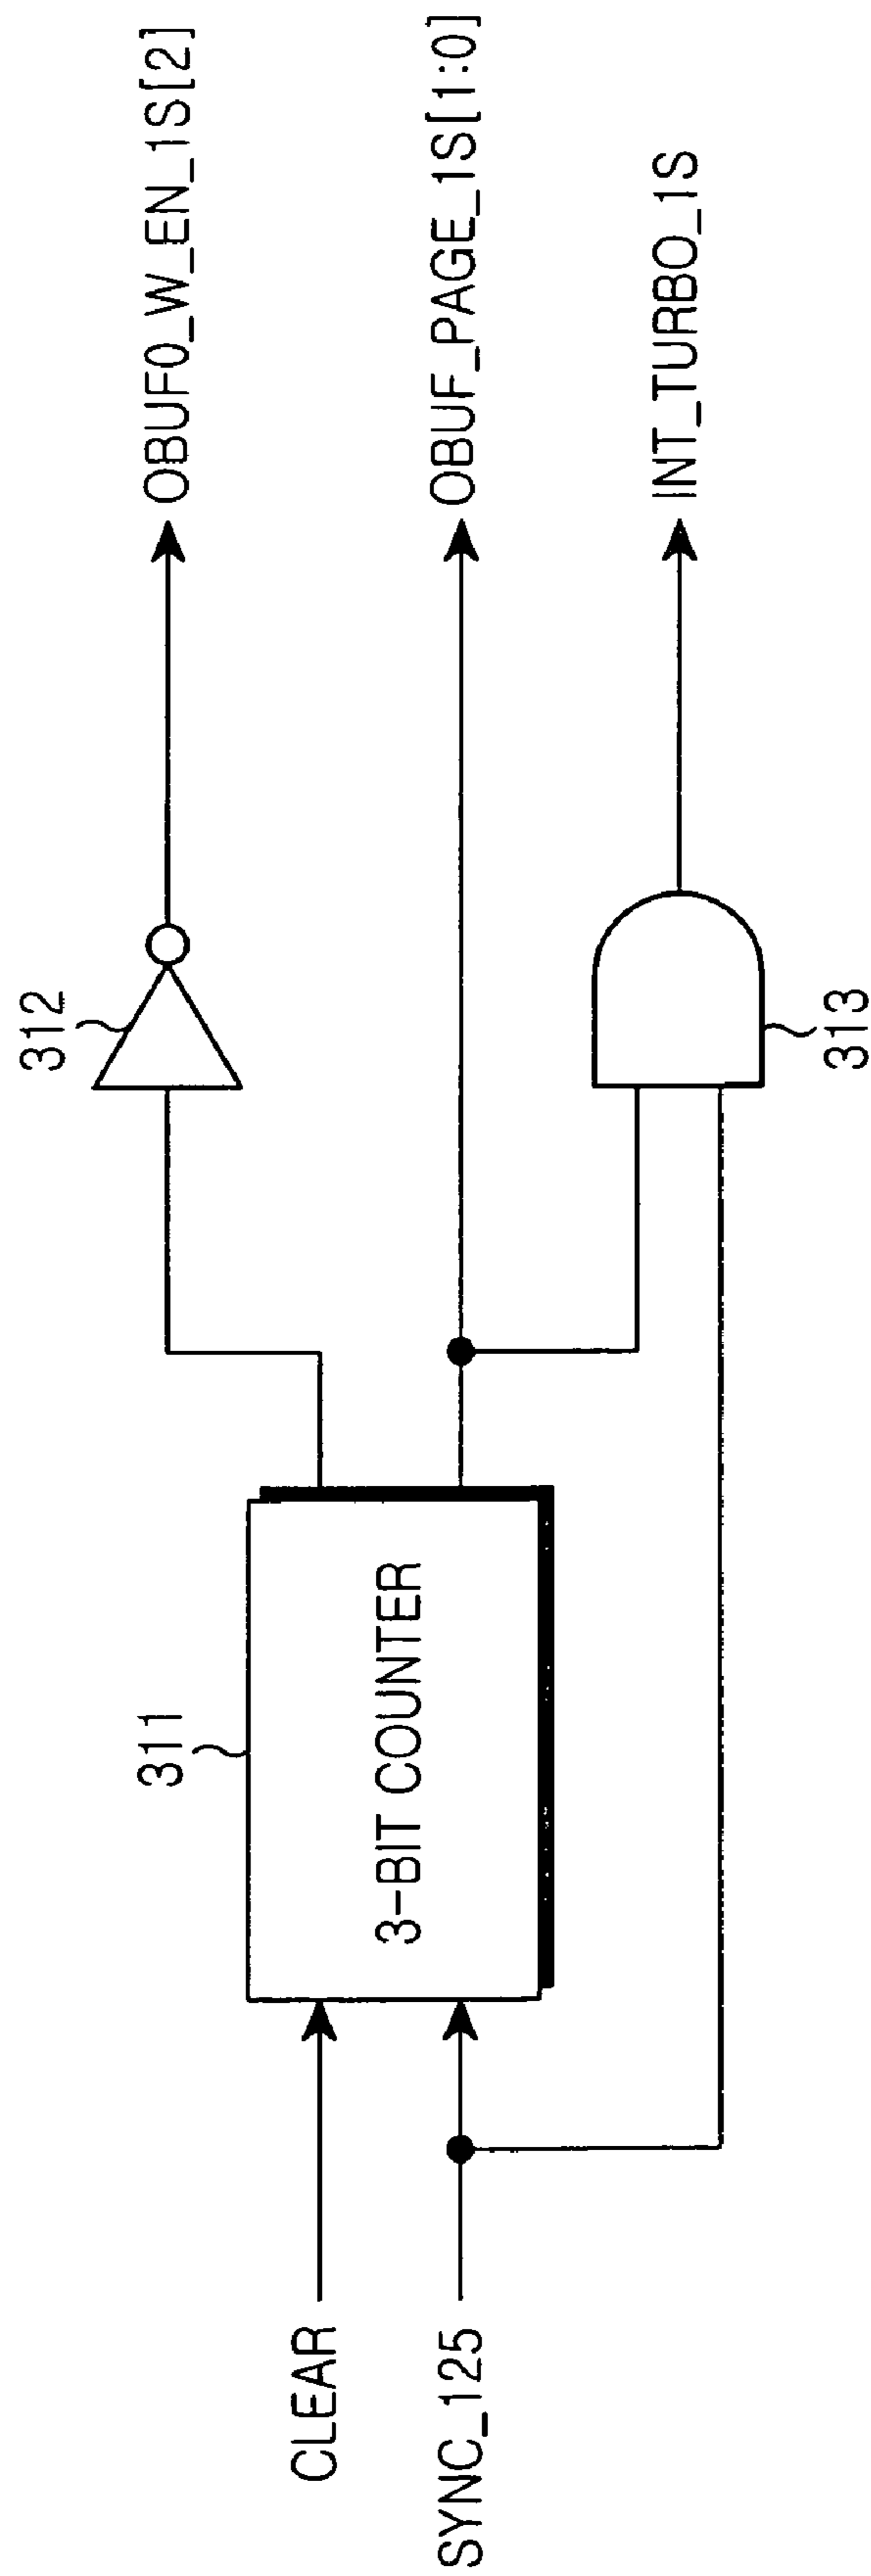 312
OBUF0_W_EN_1S[2]
311
3-BIT COUNTER
CLEAR
SYNC_125
OBUF_PAGE_1S[1:0]
INT_TURBO_1S
313